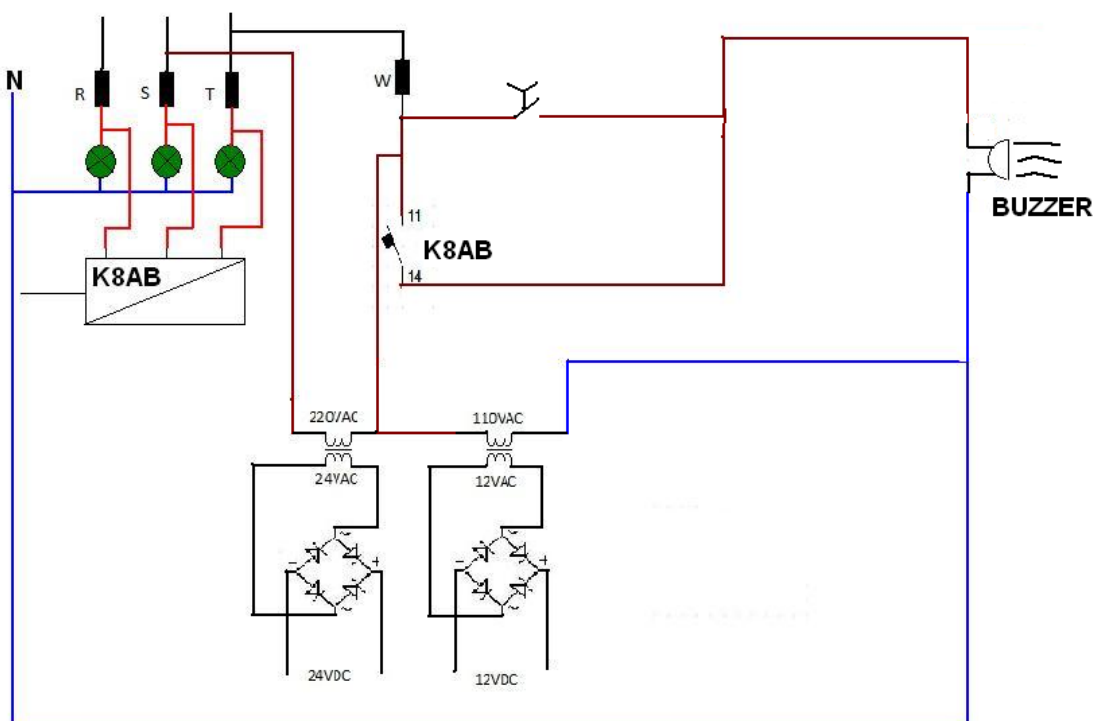 N
R
S
T
W
BUZZER
11
K8AB
14
K8AB
220VAC
110VAC
24VAC
12VAC
~
~
- +
- +
~
~
24VDC
12VDC